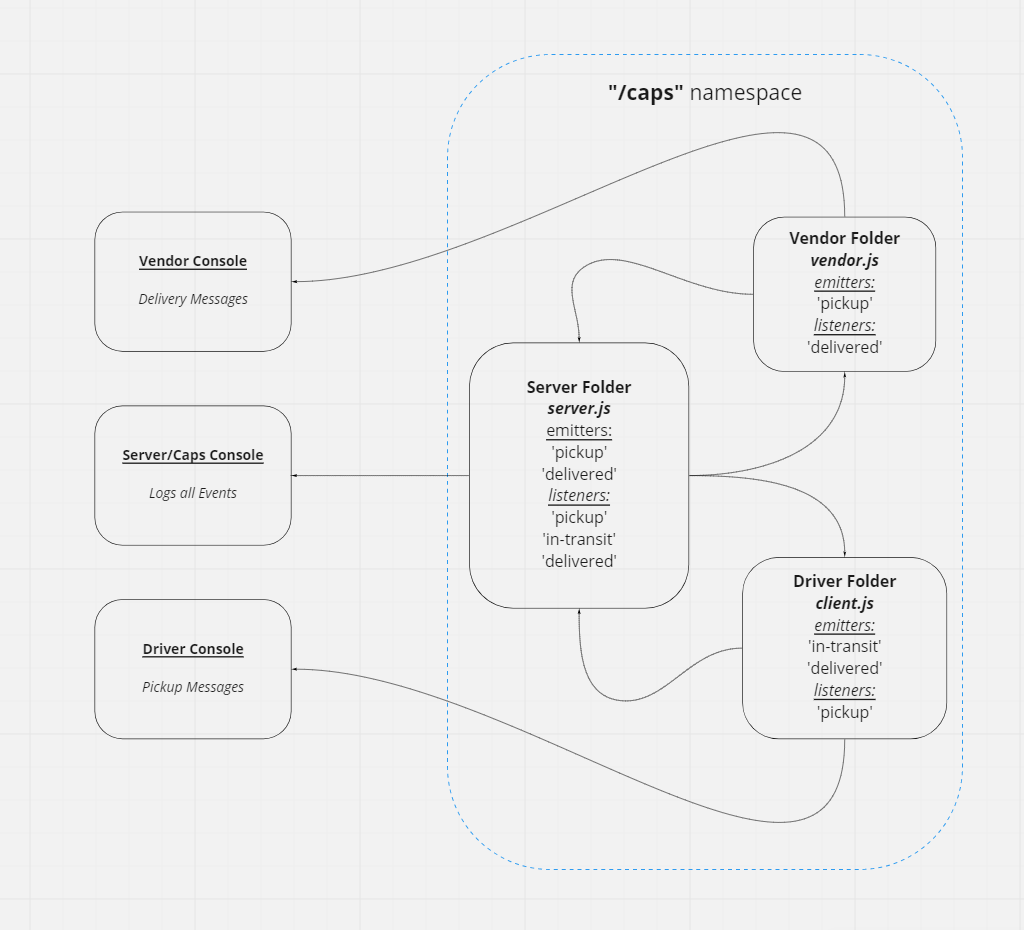 "/caps" namespace
Vendor Console
Delivery Messages
Server/Caps Console
Logs all Events
Driver Console
Pickup Messages
Server Folder
server.js
emitters:
'pickup'
'delivered'
listeners:
'pickup'
'in-transit'
'delivered'
Vendor Folder
vendor.js
emitters:
'pickup'
listeners:
'delivered'
Driver Folder
client.js
emitters:
'in-transit'
'delivered'
listeners:
'pickup'